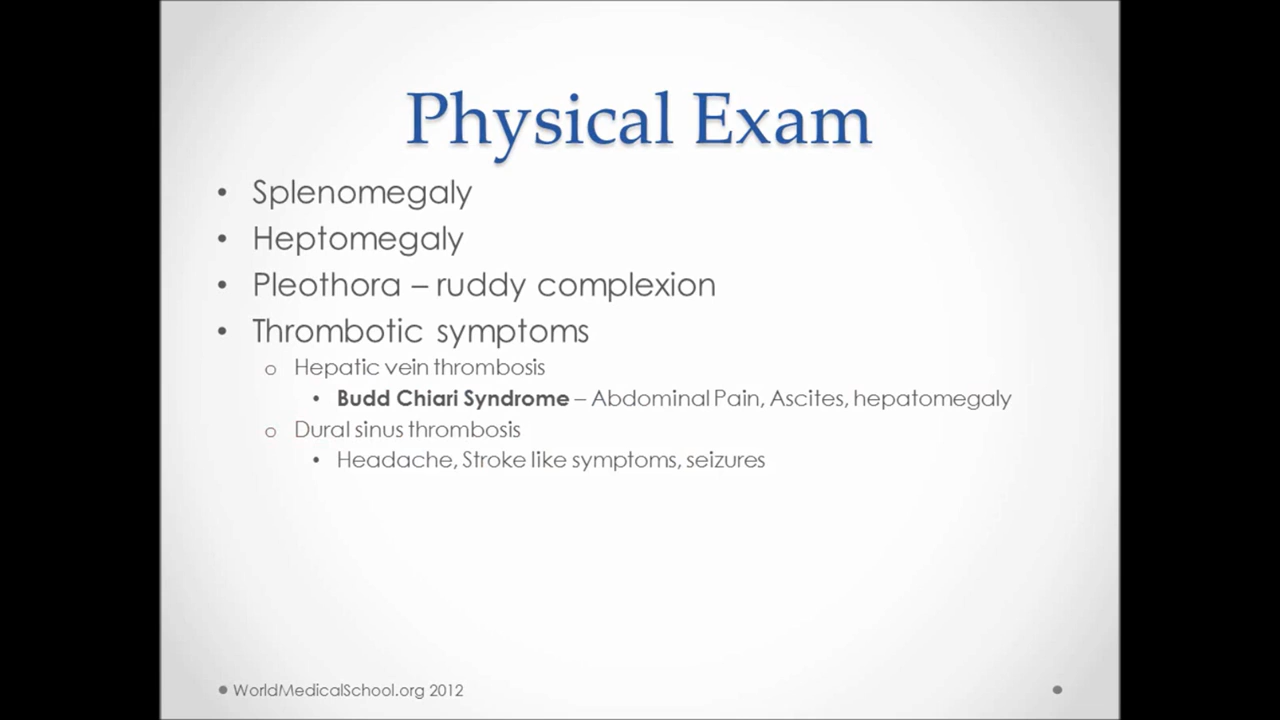 Physical Exam
• Splenomegaly
• Heptomegaly
• Pleothora – ruddy complexion
• Thrombotic symptoms
o Hepatic vein thrombosis
• Budd Chiari Syndrome – Abdominal Pain, Ascites, hepatomegaly
o Dural sinus thrombosis
• Headache, Stroke like symptoms, seizures
• WorldMedicalSchool.org 2012